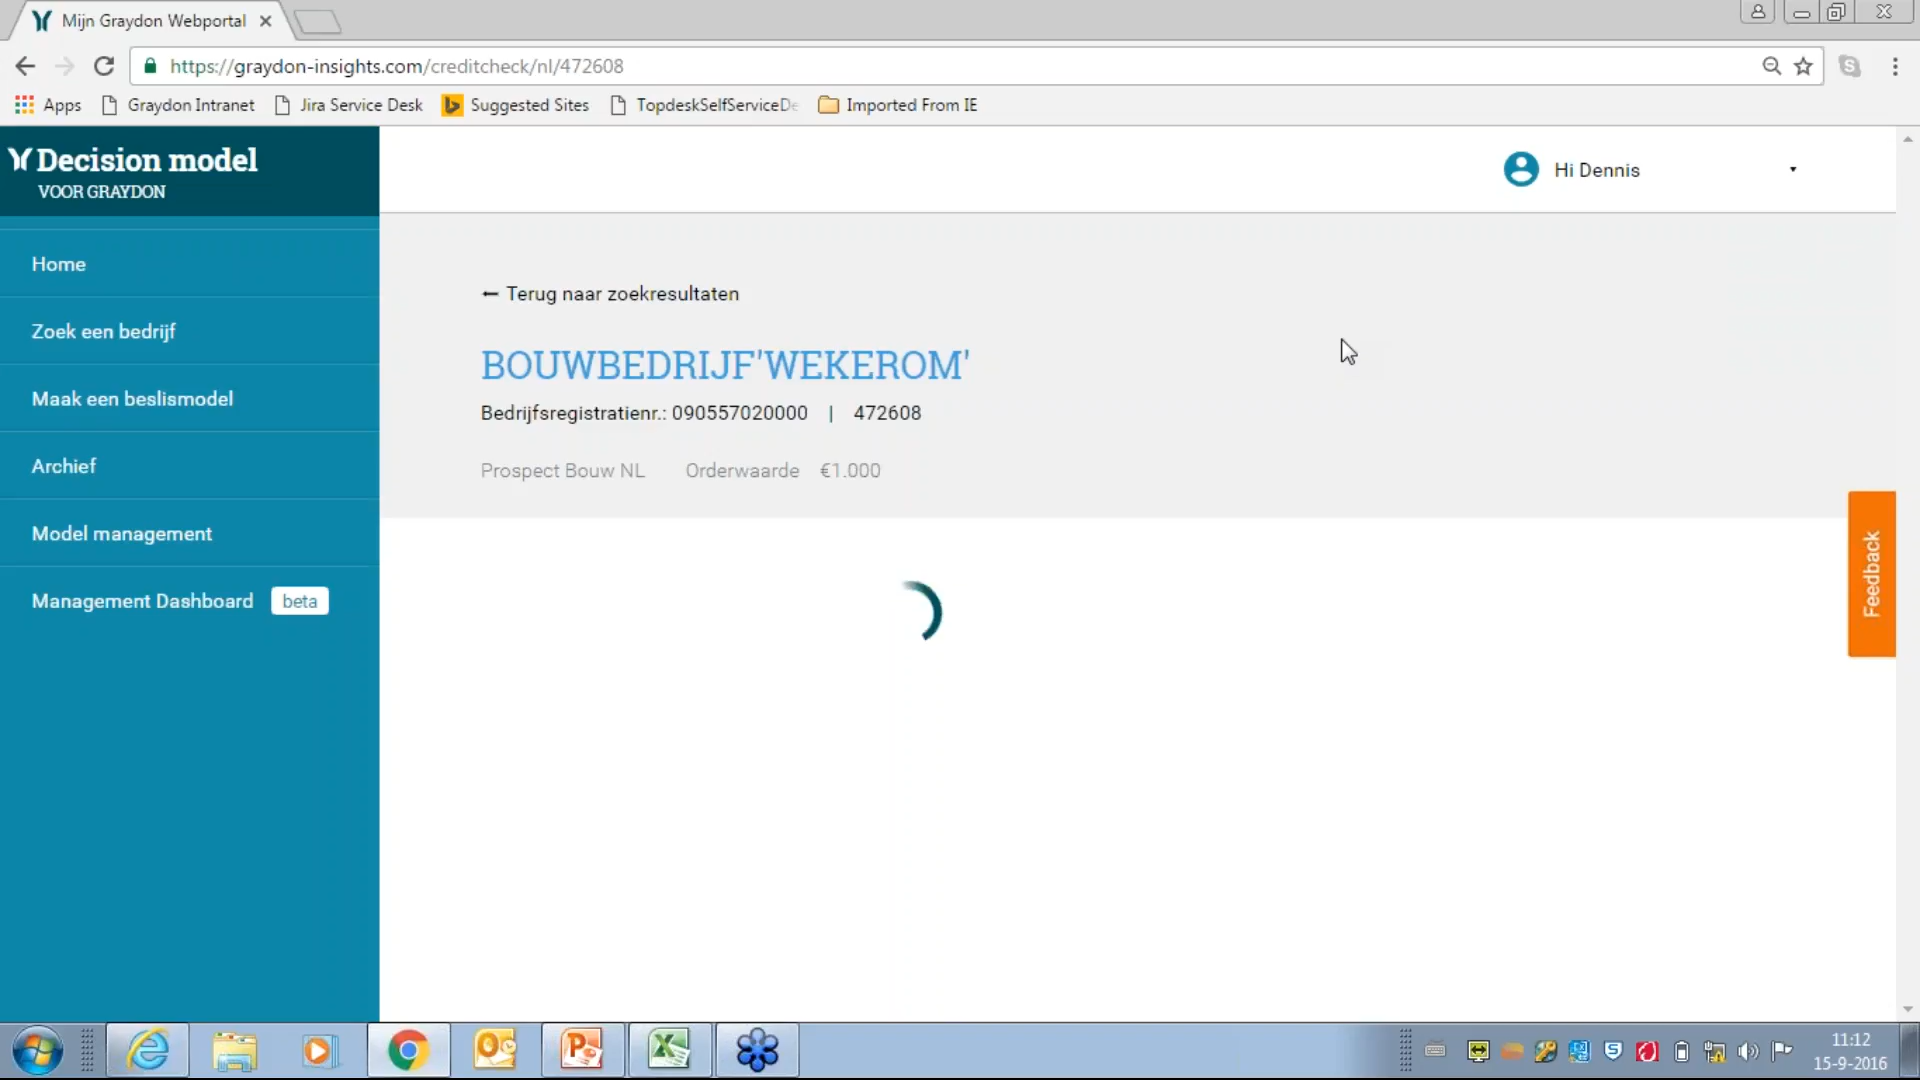 Mijn Graydon Webportal
https://graydon-insights.com/creditcheck/nl/472608
Apps Graydon Intranet Jira Service Desk Suggested Sites TopdeskSelfServiceDe Imported From IE
Decision model
VOOR GRAYDON
Hi Dennis
Home
Zoek een bedrijf
Maak een beslismodel
Archief
Model management
Management Dashboard beta
Terug naar zoekresultaten
BOUWBEDRIJF'WEKEROM'
Bedrijfsregistratienr.: 090557020000 | 472608
Prospect Bouw NL Orderwaarde €1.000
Feedback
11:12
15-9-2016